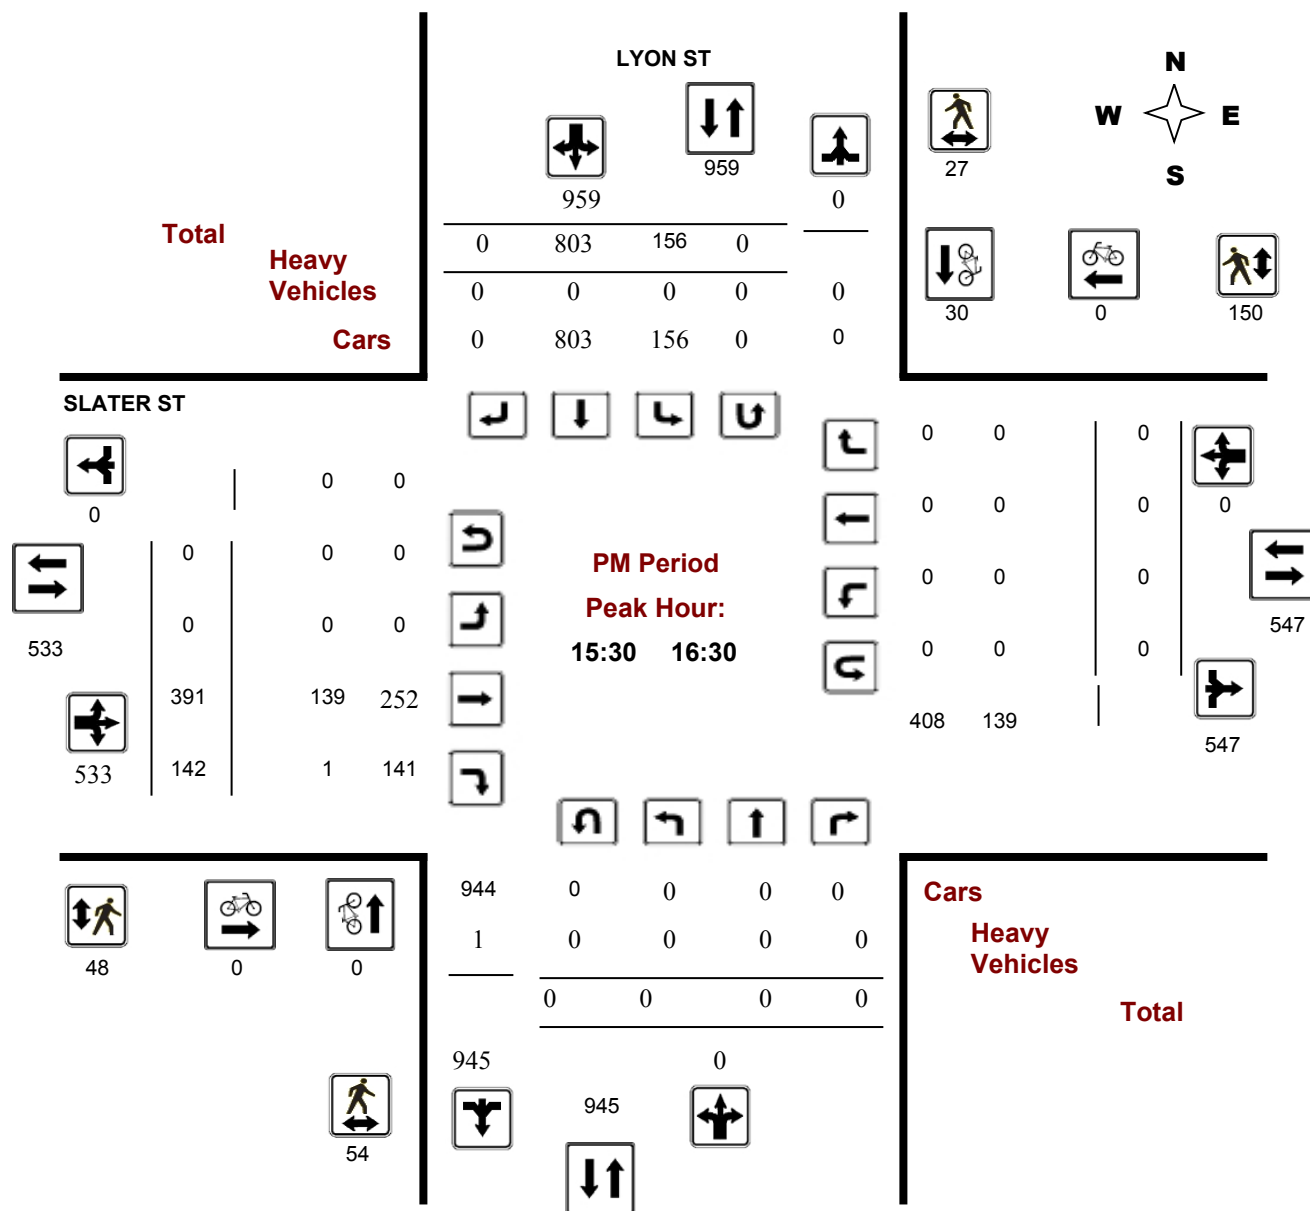 LYON ST
N
W E
S
959
27
959 0
Total
0 803 156 0
Heavy
Vehicles
0 0 0 0 0
30 0 150
Cars
0 803 156 0 0
SLATER ST
0 0 0
0 0
0
0 0 0 0
0 0 0
PM Period
0 0 0
0 0 0
Peak Hour:
547
533
15:30 16:30
0 0 0
391 139 252
408 139
547
533
142 1 141
944 0 0 0 0
Cars
1 0 0 0 0
Heavy
Vehicles
48 0 0
0 0 0 0
Total
945 0
945
54